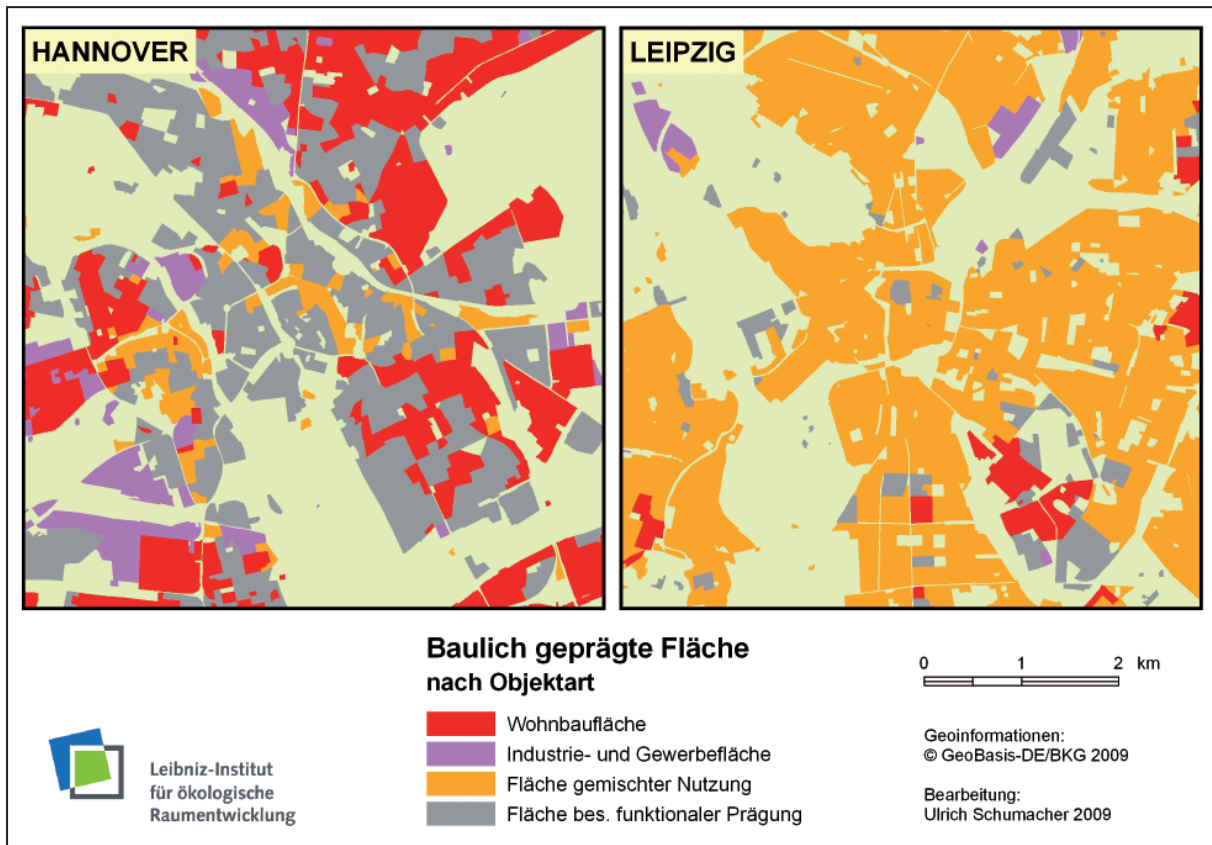 HANNOVER
LEIPZIG
Baulich geprägte Fläche
nach Objektart
Wohnbaufläche
Industrie- und Gewerbefläche
Fläche gemischter Nutzung
Fläche bes. funktionaler Prägung
0 1 2 km
Geoinformationen:
© GeoBasis-DE/BKG 2009
Bearbeitung:
Ulrich Schumacher 2009
Leibniz-Institut
für ökologische
Raumentwicklung